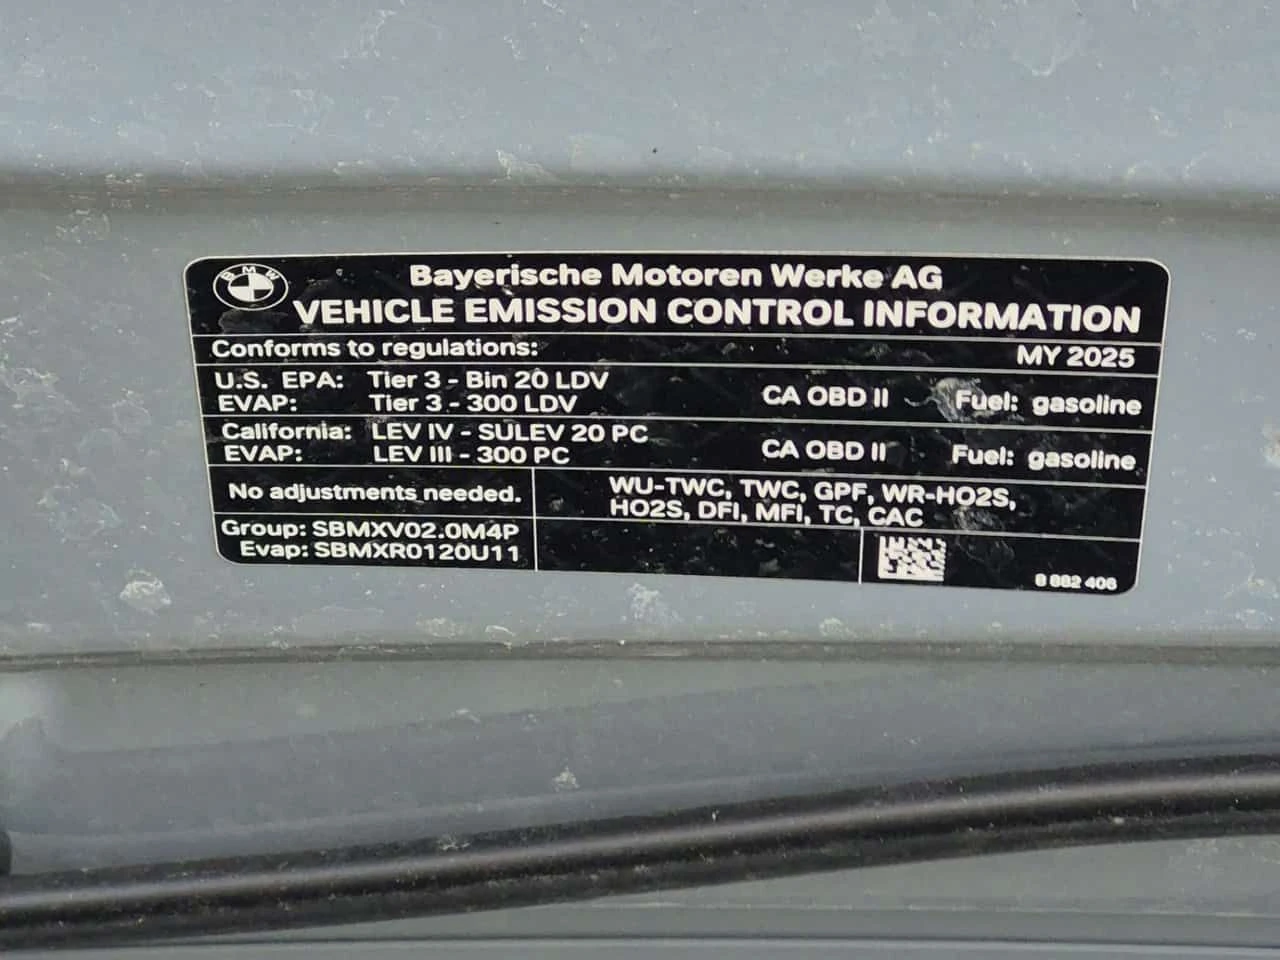 BMW
Bayerische Motoren Werke AG
VEHICLE EMISSION CONTROL INFORMATION
Conforms to regulations: MY 2025
U.S. EPA: Tier 3 - Bin 20 LDV
EVAP: Tier 3 - 300 LDV
CA OBD II Fuel: gasoline
California: LEV IV - SULEV 20 PC
EVAP: LEV III - 300 PC
CA OBD II Fuel: gasoline
No adjustments needed.
WU-TWC, TWC, GPF, WR-HO2S,
HO2S, DFI, MFI, TC, CAC
Group: SBMXV02.0M4P
Evap: SBMXR0120U11
8 882 406